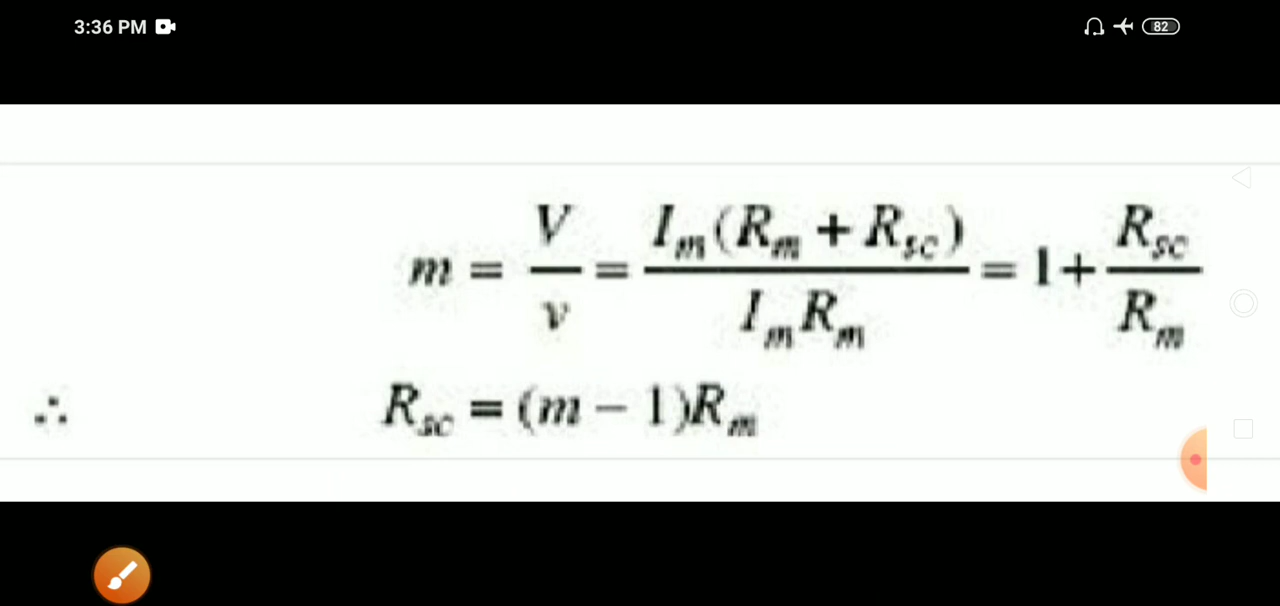 3:36 PM
82
m = V/v = I_m(R_m + R_sc)/I_m R_m = 1 + R_sc/R_m
∴ R_sc = (m − 1)R_m